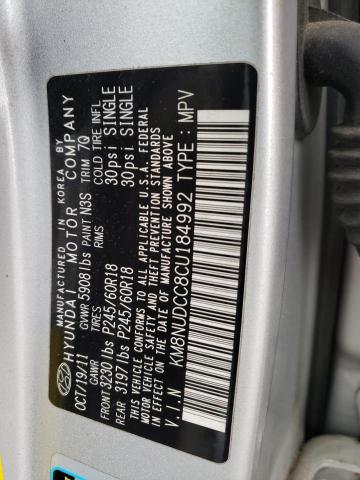 MANUFACTURED IN KOREA BY
HYUNDAI MOTOR COMPANY
OCT/19/11 GVWR 5908 lbs PAINT N3S TRIM 7Q
GAWR RIMS COLD TIRE INFL
FRONT 3230 lbs P245/60R18 30psi SINGLE
REAR 3197 lbs P245/60R18 30psi SINGLE
THIS VEHICLE CONFORMS TO ALL APPLICABLE U.S.A. FEDERAL
MOTOR VEHICLE SAFETY AND THEFT PREVENTION STANDARDS
IN EFFECT ON THE DATE OF MANUFACTURE SHOWN ABOVE.
V.I.N KM8NUDCC8CU184992 TYPE : MPV